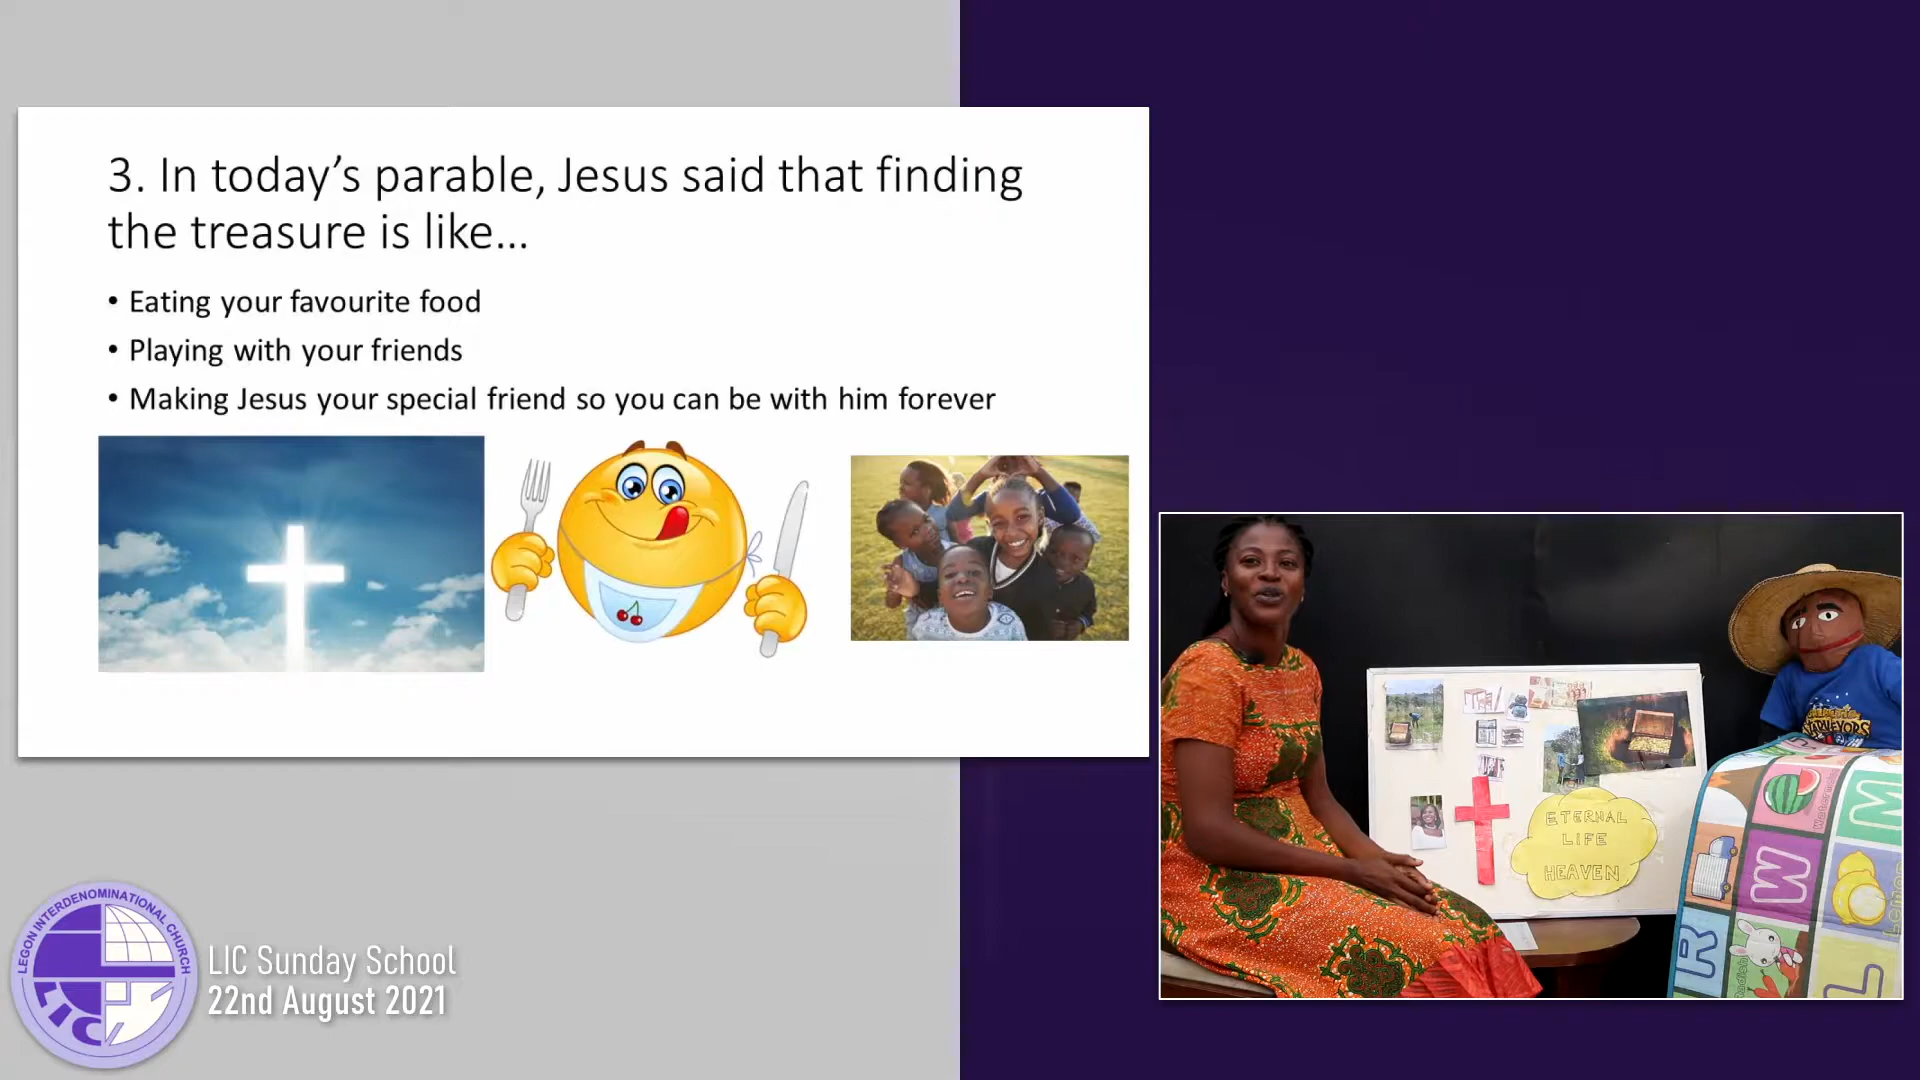 3. In today’s parable, Jesus said that finding
the treasure is like...
• Eating your favourite food
• Playing with your friends
• Making Jesus your special friend so you can be with him forever
ETERNAL
LIFE
HEAVEN
W
M
R
L
LEGON INTERDENOMINATIONAL CHURCH
LIC
LIC Sunday School
22nd August 2021